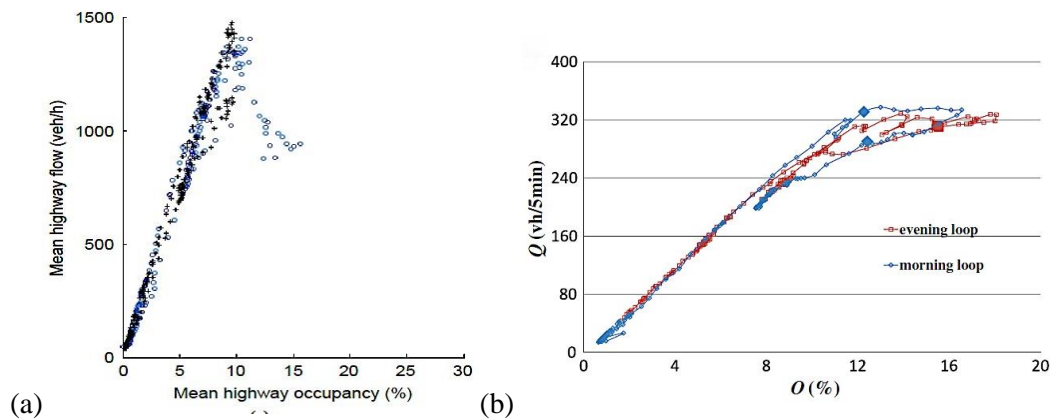 1500
1000
500
0
0 5 10 15 20 25 30
Mean highway flow (veh/h)
Mean highway occupancy (%)
(a)
400
320
240
160
80
0
0 4 8 12 16 20
Q (vh/5min)
O (%)
evening loop
morning loop
(b)